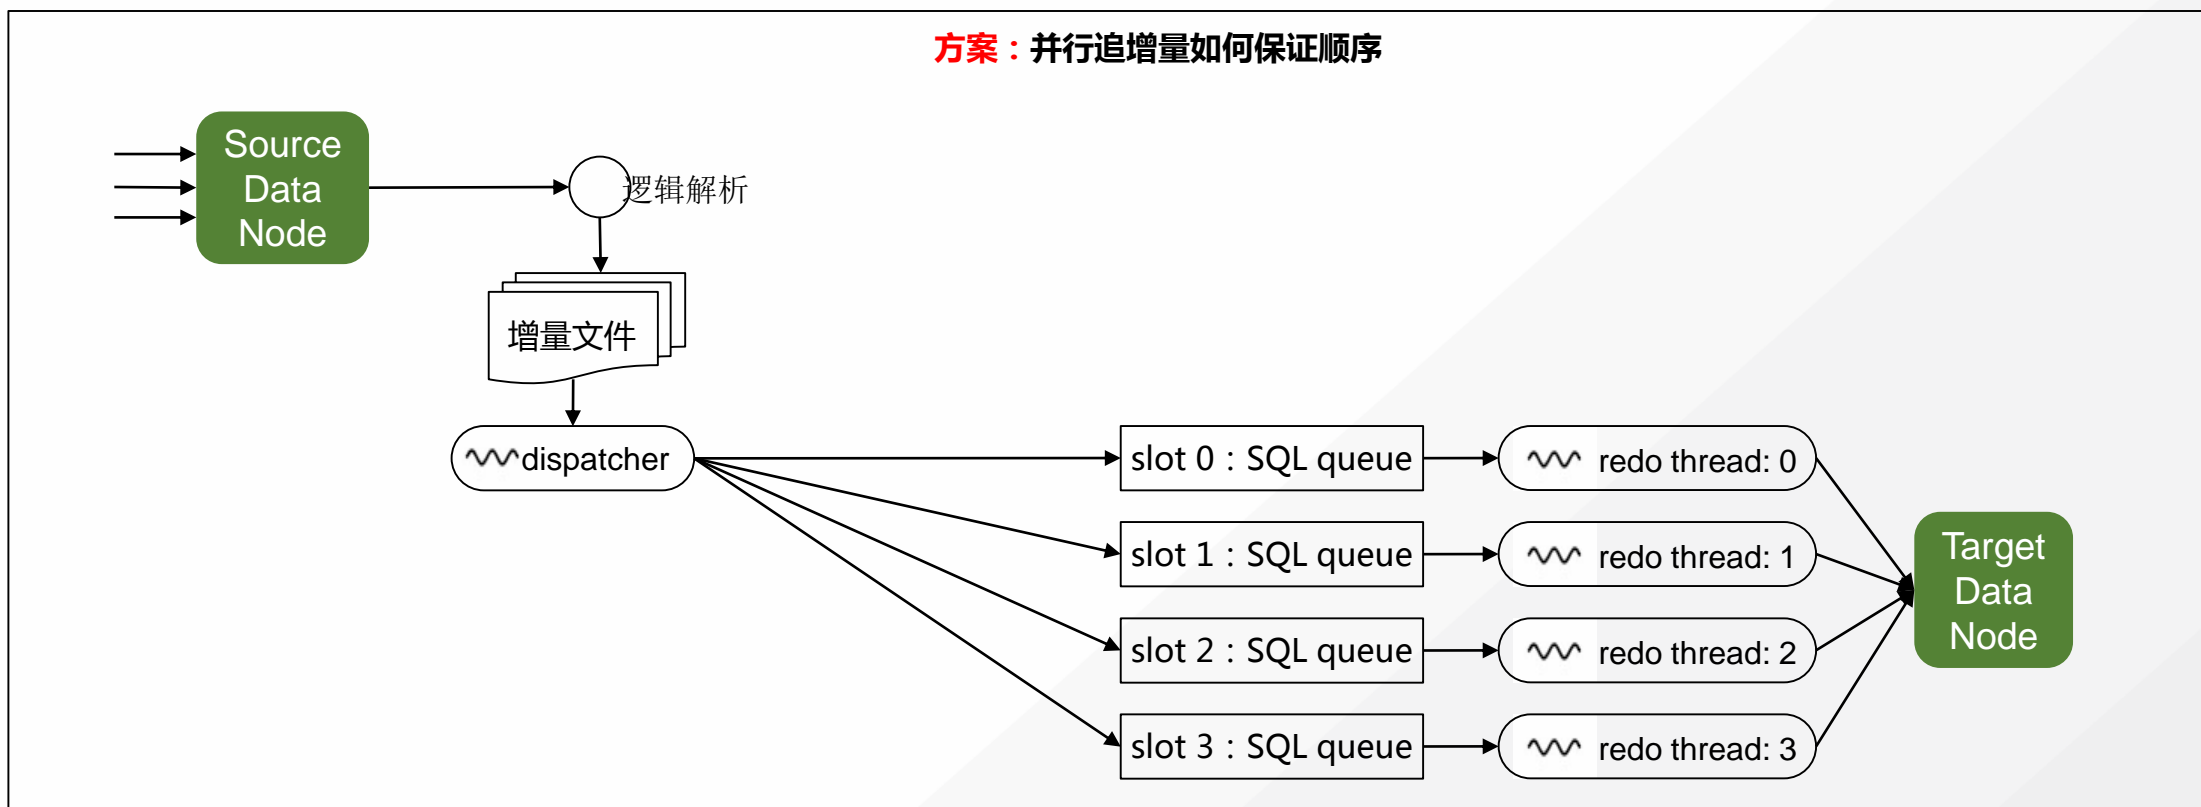 方案：并行追增量如何保证顺序
Source
Data
Node
逻辑解析
增量文件
dispatcher
slot 0：SQL queue
redo thread: 0
slot 1：SQL queue
redo thread: 1
slot 2：SQL queue
redo thread: 2
slot 3：SQL queue
redo thread: 3
Target
Data
Node